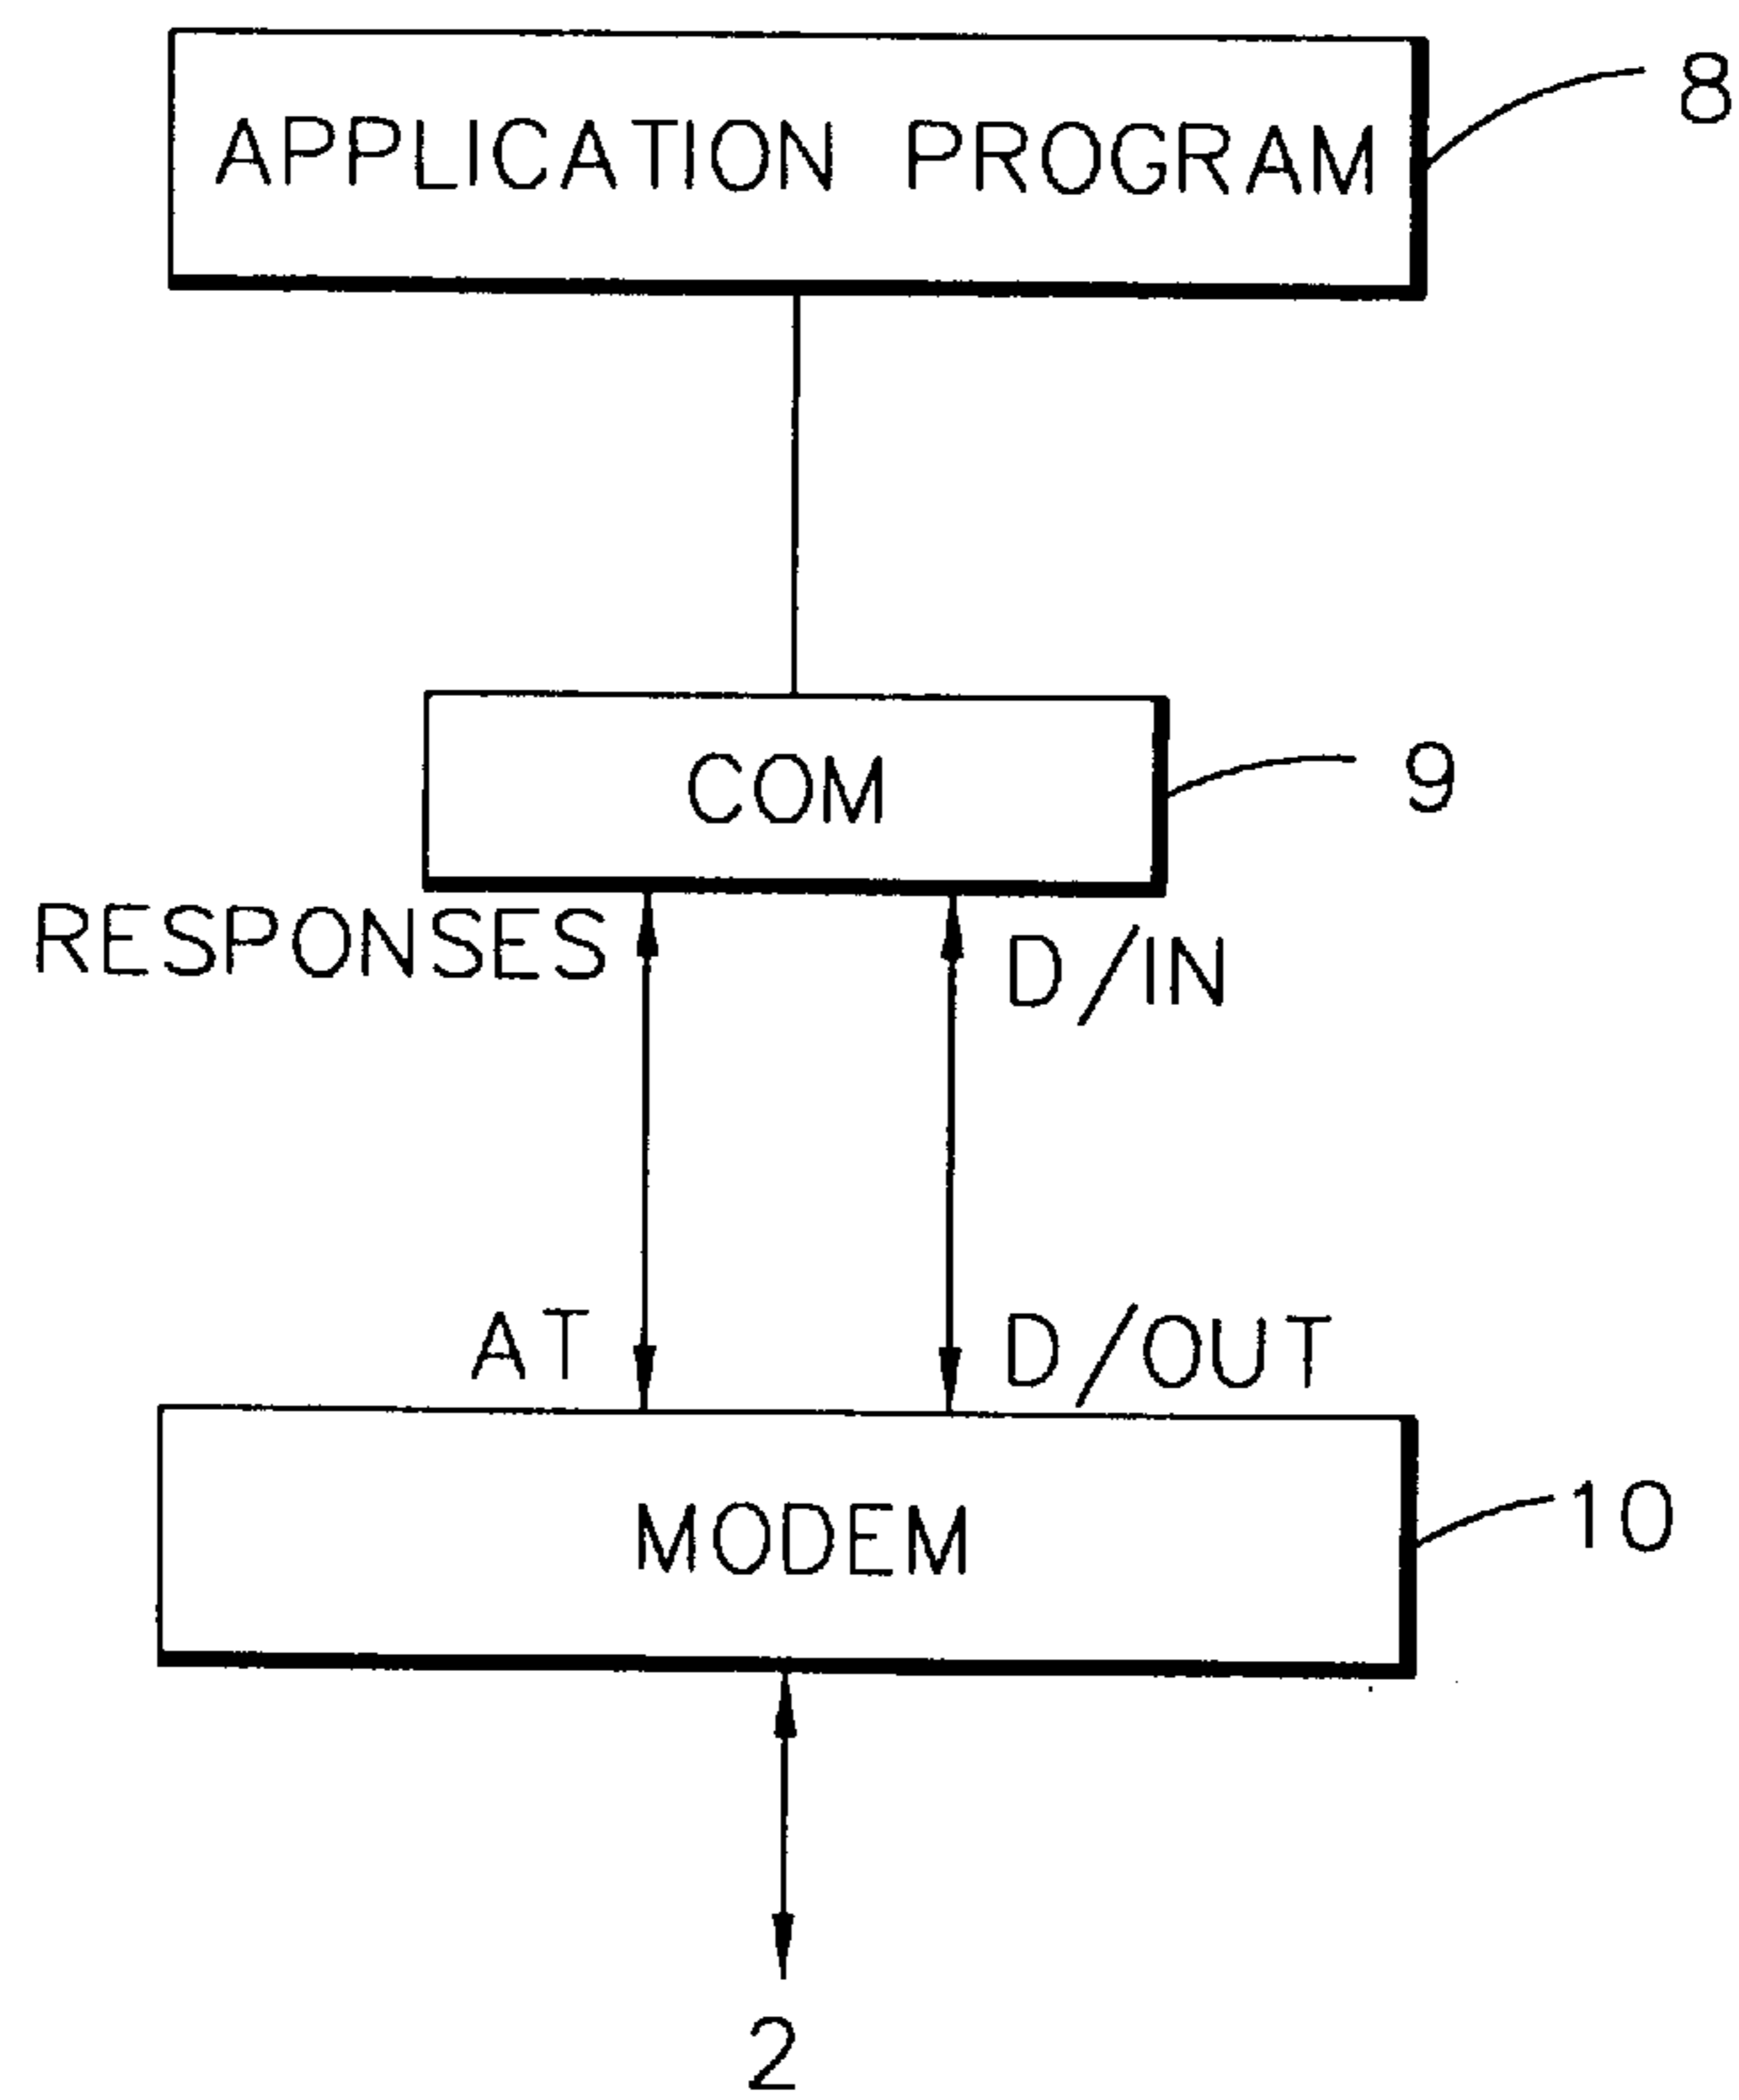 APPLICATION PROGRAM
8
COM
9
RESPONSES
D/IN
AT
D/OUT
MODEM
10
2